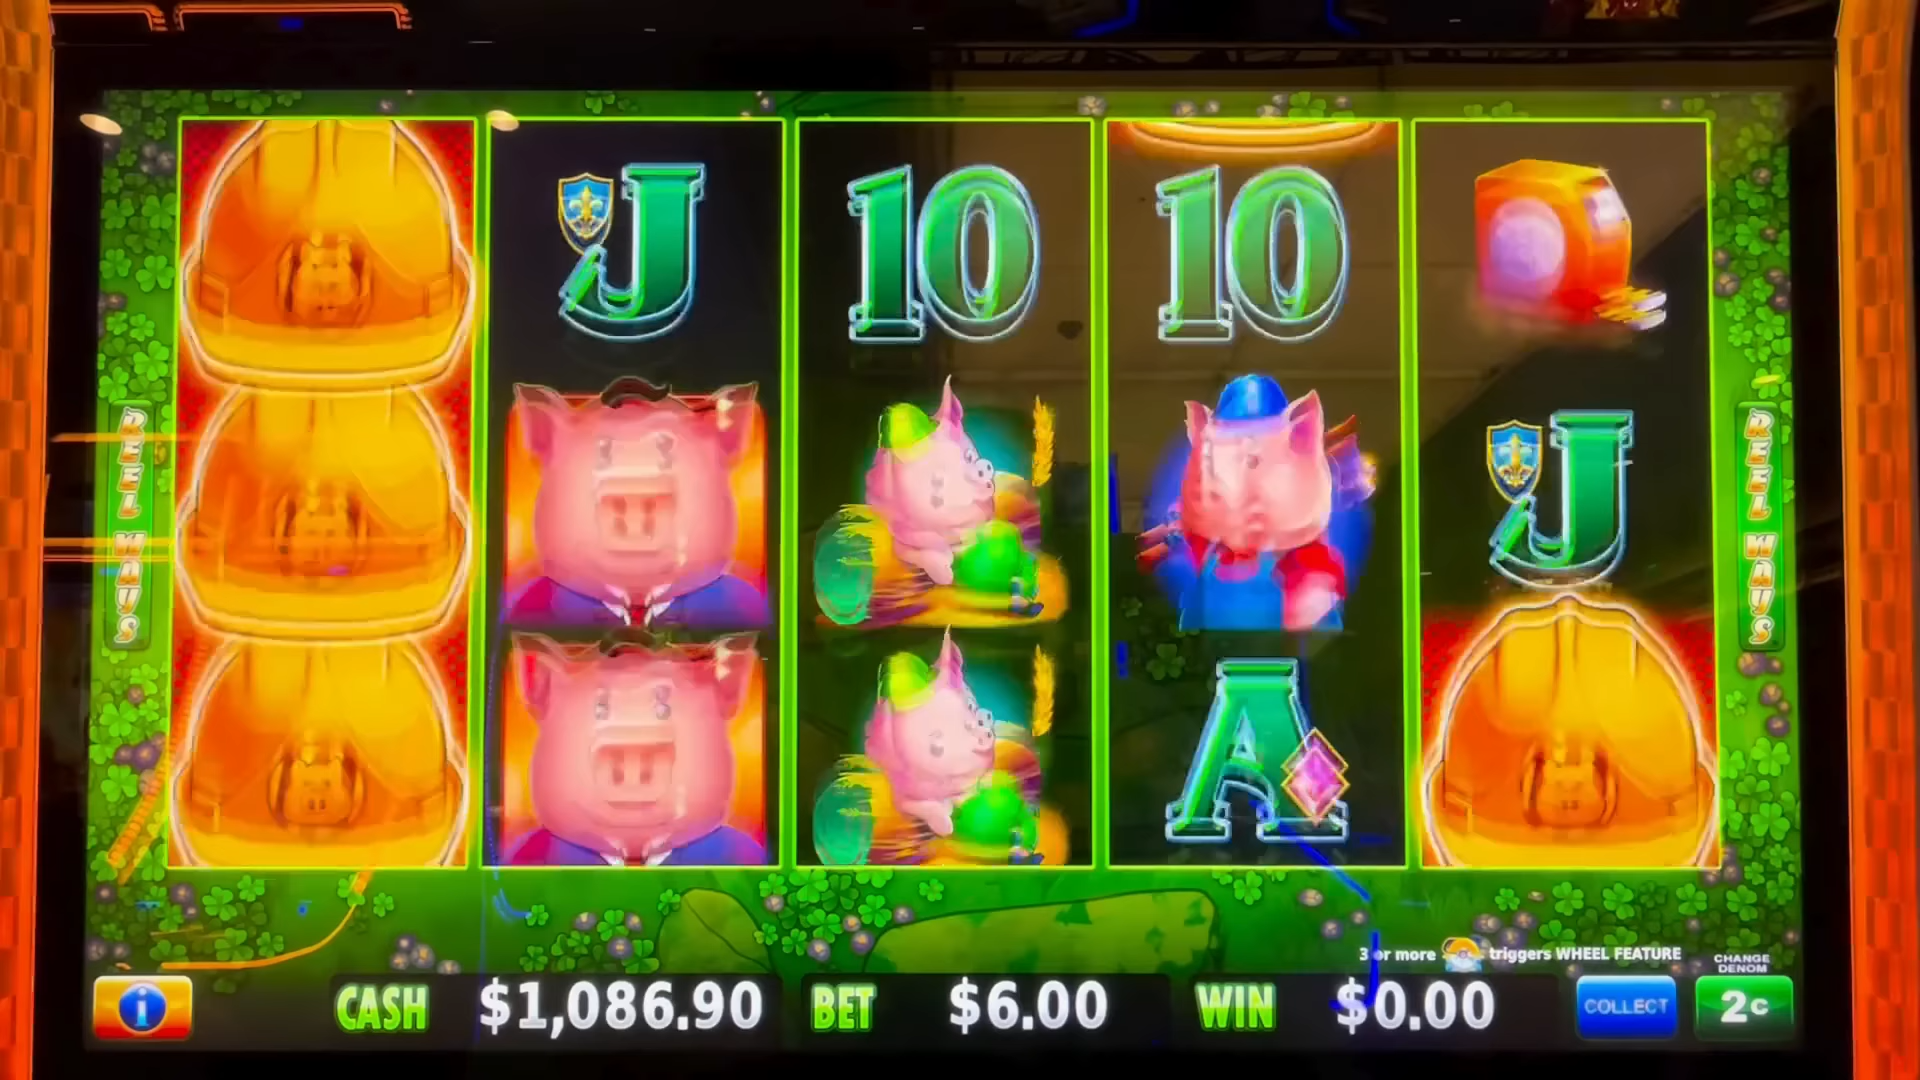 J
10
10
REEL WAYS
J
REEL WAYS
A
3 or more triggers WHEEL FEATURE
CHANGE DENOM
i
CASH $1,086.90 BET $6.00 WIN $0.00 COLLECT 2c